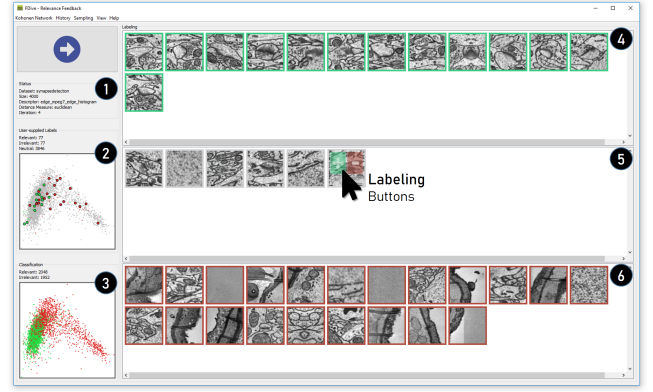 FDive - Relevance Feedback
Kohonen Network History Sampling View Help
Labeling
4
Status
Dataset: synapsedetection
Size: 4000
Descriptor: edge_mpeg7_edge_histogram
Distance Measure: euclidean
Iteration: 4
1
User-supplied Labels
Relevant: 77
Irrelevant: 77
Neutral: 3846
2
5
Labeling
Buttons
Classification
Relevant: 2048
Irrelevant: 1952
3
6